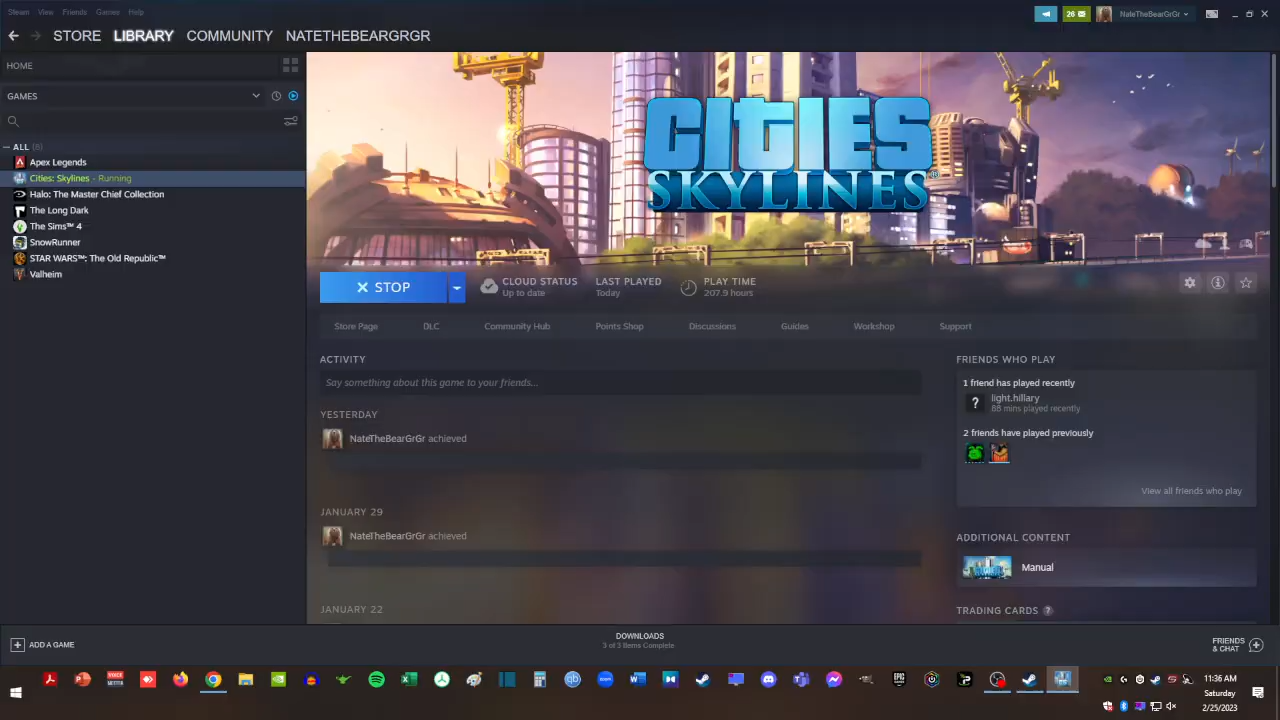 Steam View Friends Games Help
26
NateTheBearGrGr
STORE LIBRARY COMMUNITY NATETHEBEARGRGR
HOME
GAMES
ALL (8)
Apex Legends
Cities: Skylines - Running
Halo: The Master Chief Collection
The Long Dark
The Sims™ 4
SnowRunner
STAR WARS™: The Old Republic™
Valheim
CITIES
SKYLINES®
STOP
CLOUD STATUS
Up to date
LAST PLAYED
Today
PLAY TIME
207.9 hours
Store Page DLC Community Hub Points Shop Discussions Guides Workshop Support
ACTIVITY
Say something about this game to your friends...
YESTERDAY
NateTheBearGrGr achieved
JANUARY 29
NateTheBearGrGr achieved
JANUARY 22
FRIENDS WHO PLAY
1 friend has played recently
light.hillary
88 mins played recently
2 friends have played previously
View all friends who play
ADDITIONAL CONTENT
Manual
TRADING CARDS ?
ADD A GAME
DOWNLOADS
3 of 3 Items Complete
FRIENDS
& CHAT
11:36 AM
Saturday
2/25/2023